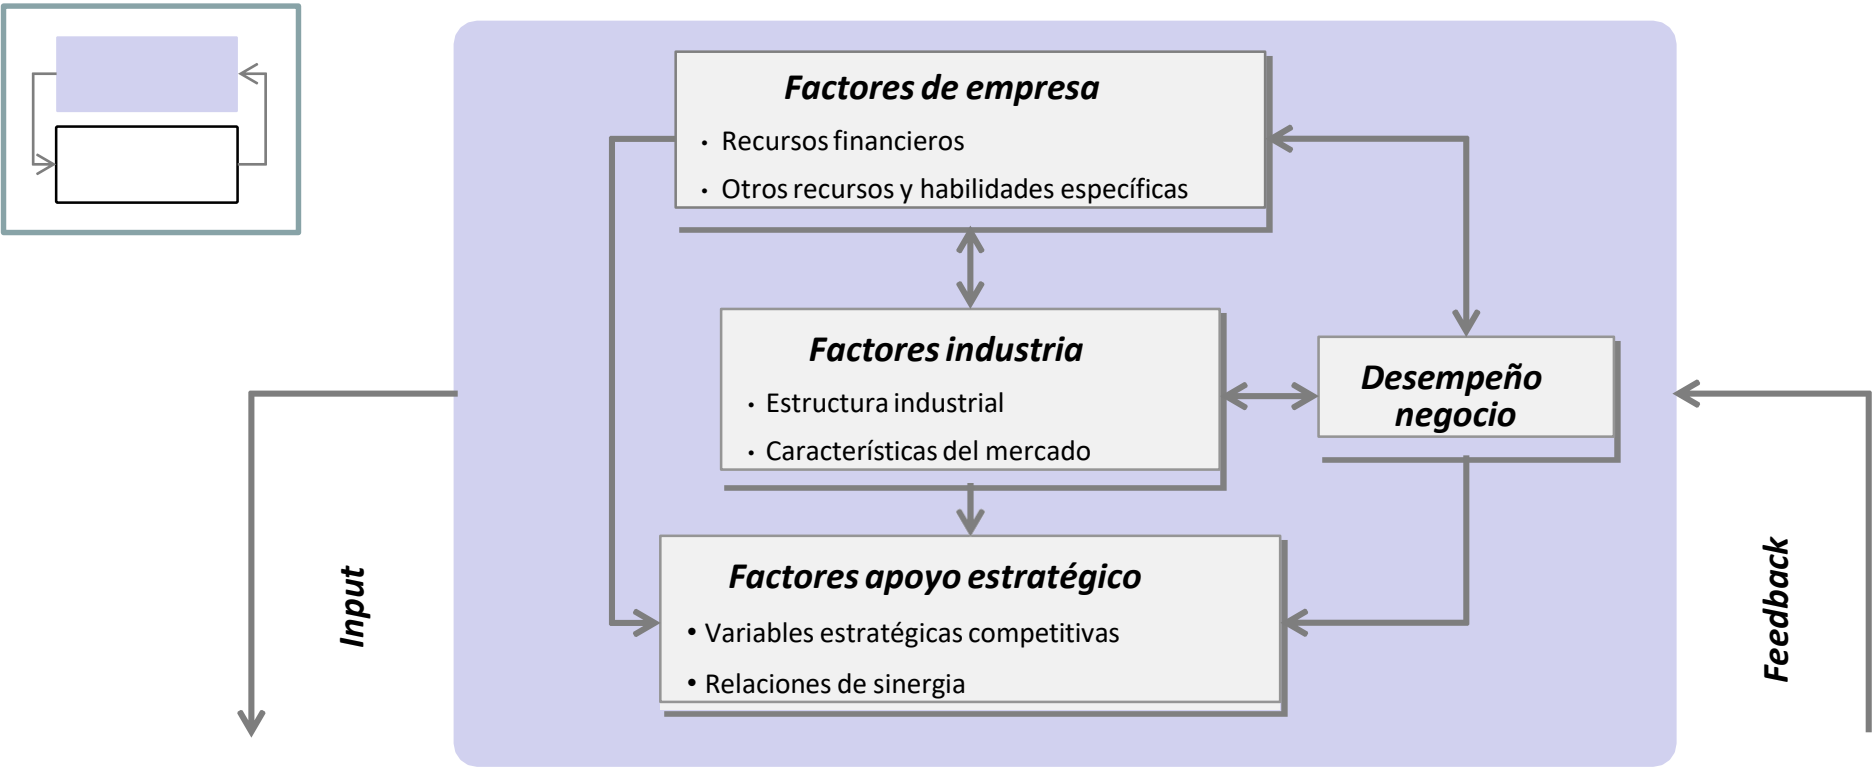 Factores de empresa
• Recursos financieros
• Otros recursos y habilidades específicas
Factores industria
• Estructura industrial
• Características del mercado
Desempeño
negocio
Factores apoyo estratégico
• Variables estratégicas competitivas
• Relaciones de sinergia
Input
Feedback